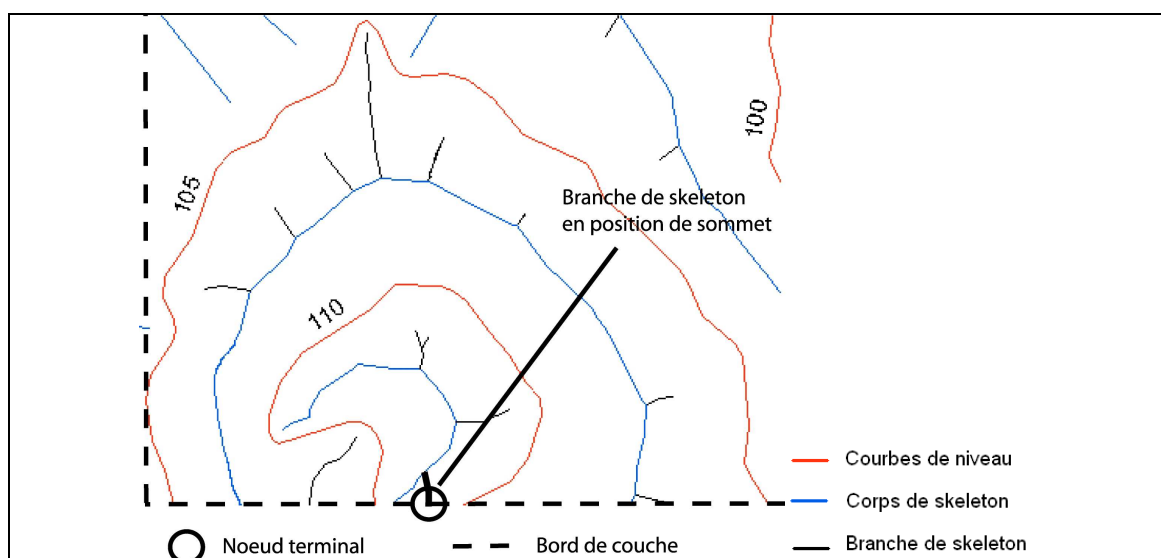 100
105
Branche de skeleton
en position de sommet
110
Courbes de niveau
Corps de skeleton
Noeud terminal
Bord de couche
Branche de skeleton